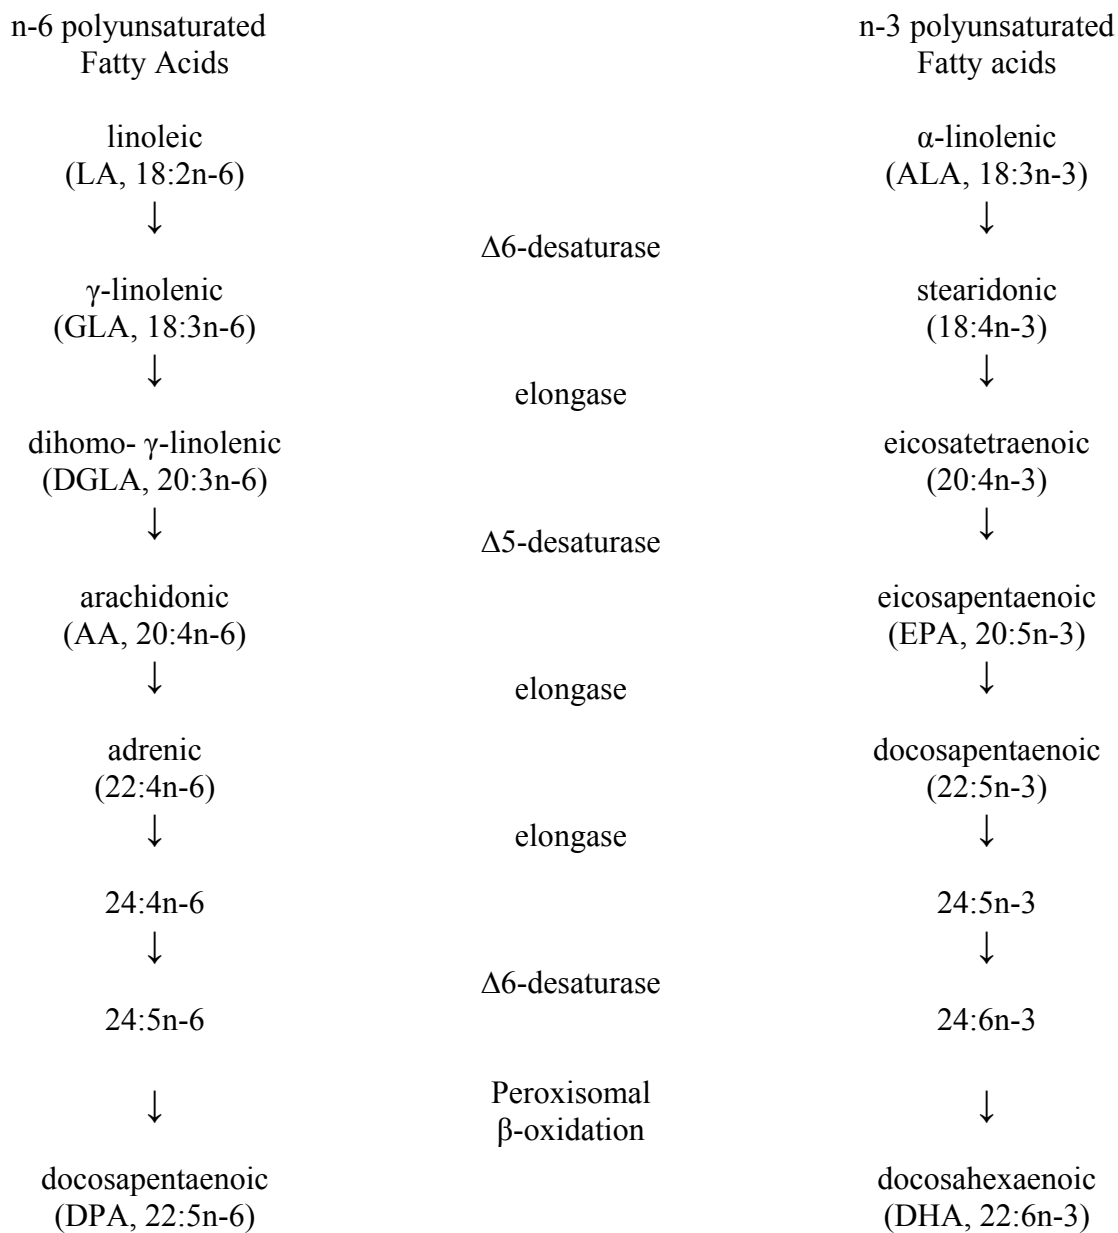 n-6 polyunsaturated
Fatty Acids
n-3 polyunsaturated
Fatty acids
linoleic
(LA, 18:2n-6)
α-linolenic
(ALA, 18:3n-3)
↓
↓
Δ6-desaturase
γ-linolenic
(GLA, 18:3n-6)
stearidonic
(18:4n-3)
↓
↓
elongase
dihomo- γ-linolenic
(DGLA, 20:3n-6)
eicosatetraenoic
(20:4n-3)
↓
↓
Δ5-desaturase
arachidonic
(AA, 20:4n-6)
eicosapentaenoic
(EPA, 20:5n-3)
↓
↓
elongase
adrenic
(22:4n-6)
docosapentaenoic
(22:5n-3)
↓
↓
elongase
24:4n-6
24:5n-3
↓
↓
Δ6-desaturase
24:5n-6
24:6n-3
↓
Peroxisomal
β-oxidation
↓
docosapentaenoic
(DPA, 22:5n-6)
docosahexaenoic
(DHA, 22:6n-3)